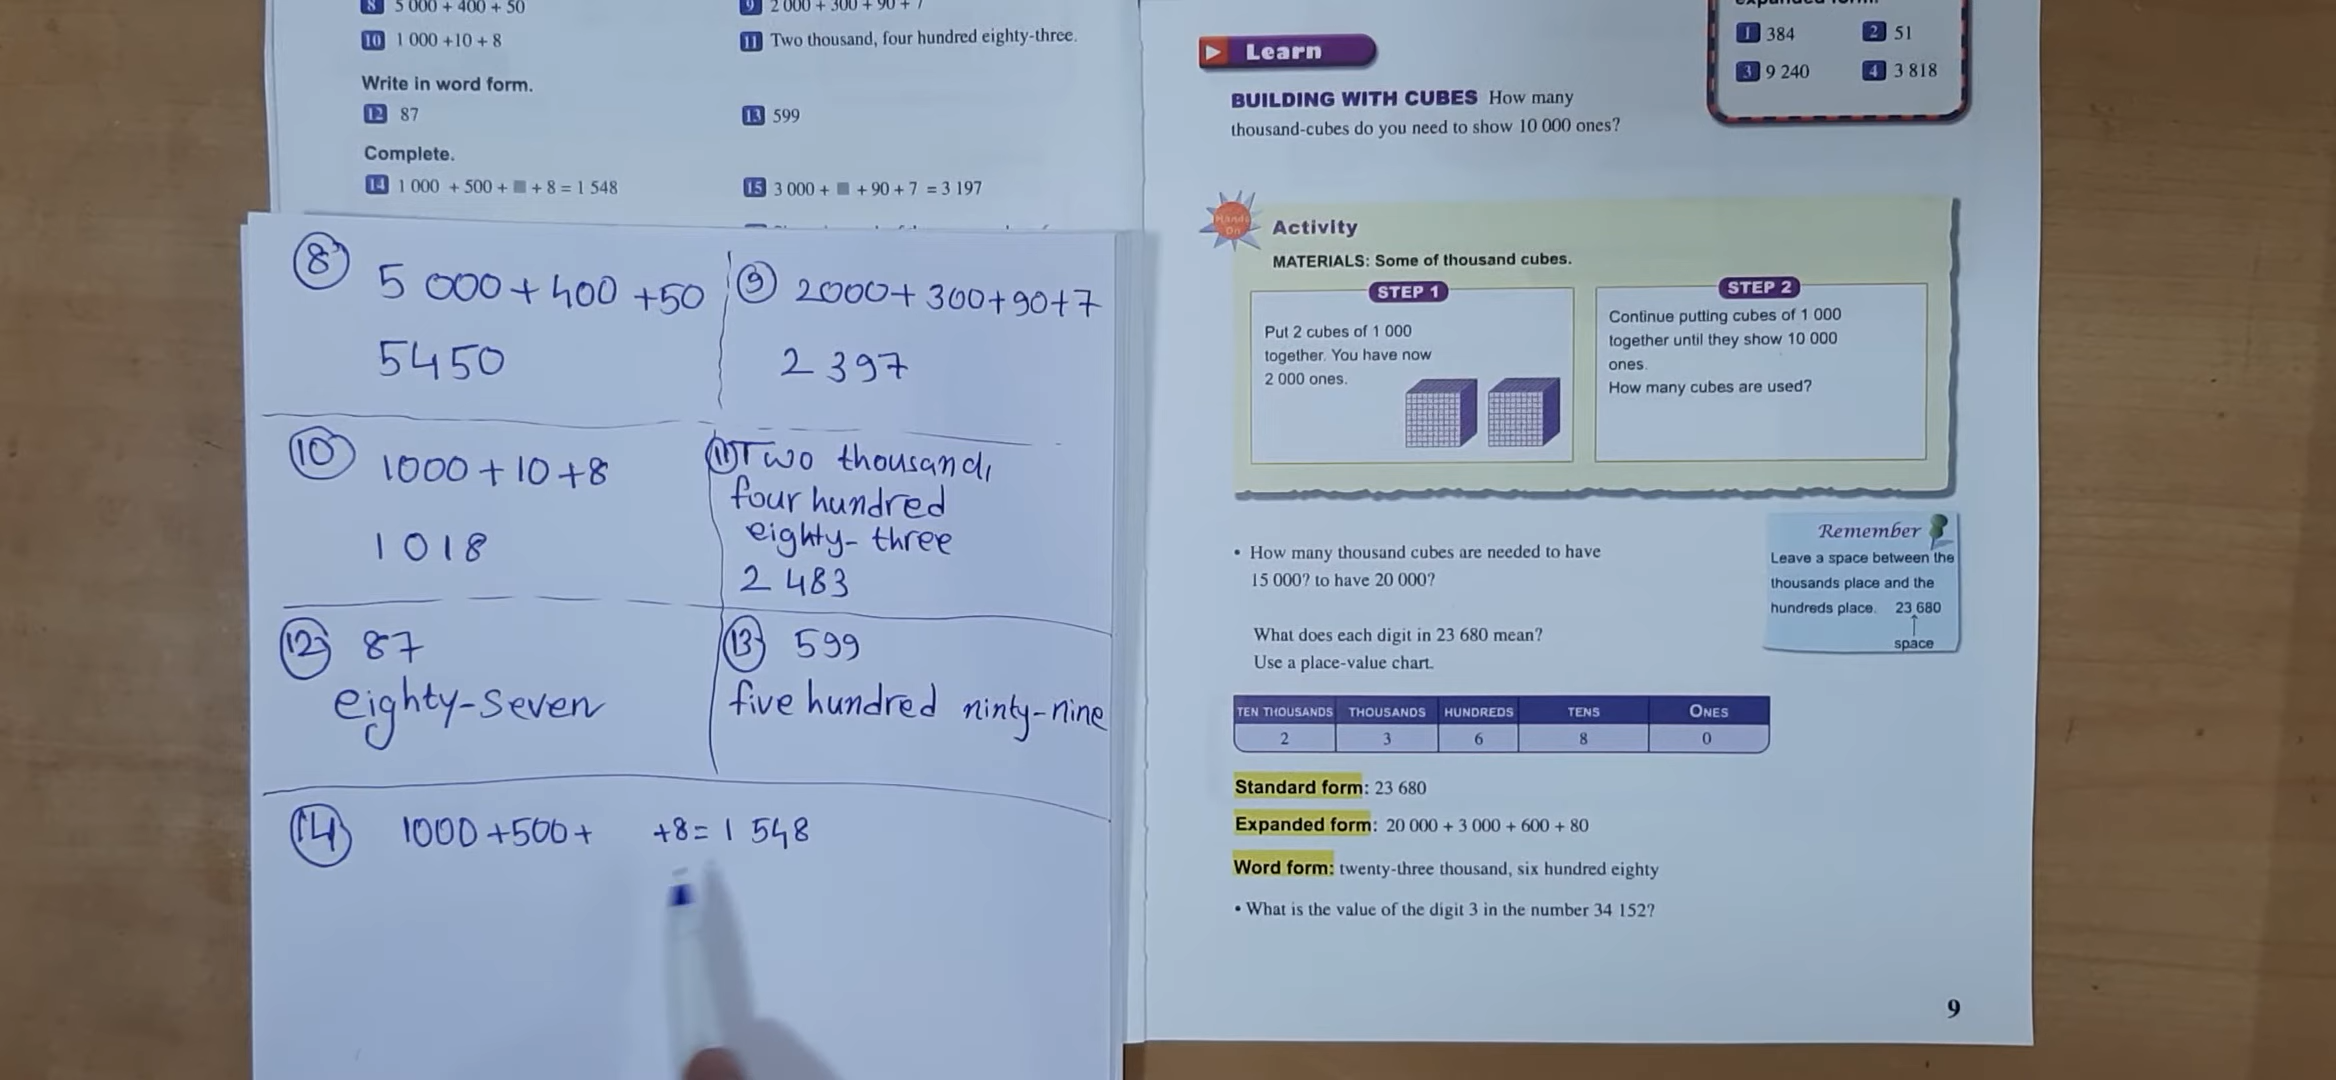 8 5 000 + 400 + 50
9 2 000 + 300 + 90 + 7
10 1 000 +10 + 8
11 Two thousand, four hundred eighty-three.
Write in word form.
12 87
13 599
Complete.
14 1 000 + 500 + ■ + 8 = 1 548
15 3 000 + ■ + 90 + 7 = 3 197
8 5 000 + 400 + 50
5450
9 2000 + 300 + 90 + 7
2 397
10 1000 + 10 + 8
1018
11 Two thousand,
four hundred
eighty-three
2 483
12 87
eighty-seven
13 599
five hundred ninty-nine
14 1000 + 500 + +8 = 1 548
Learn
1 384
2 51
3 9 240
4 3 818
BUILDING WITH CUBES How many
thousand-cubes do you need to show 10 000 ones?
Hands
On
Activity
MATERIALS: Some of thousand cubes.
STEP 1
Put 2 cubes of 1 000
together. You have now
2 000 ones.
STEP 2
Continue putting cubes of 1 000
together until they show 10 000
ones.
How many cubes are used?
• How many thousand cubes are needed to have
15 000? to have 20 000?
Remember
Leave a space between the
thousands place and the
hundreds place. 23 680
space
What does each digit in 23 680 mean?
Use a place-value chart.
TEN THOUSANDS THOUSANDS HUNDREDS TENS ONES
2 3 6 8 0
Standard form: 23 680
Expanded form: 20 000 + 3 000 + 600 + 80
Word form: twenty-three thousand, six hundred eighty
• What is the value of the digit 3 in the number 34 152?
9